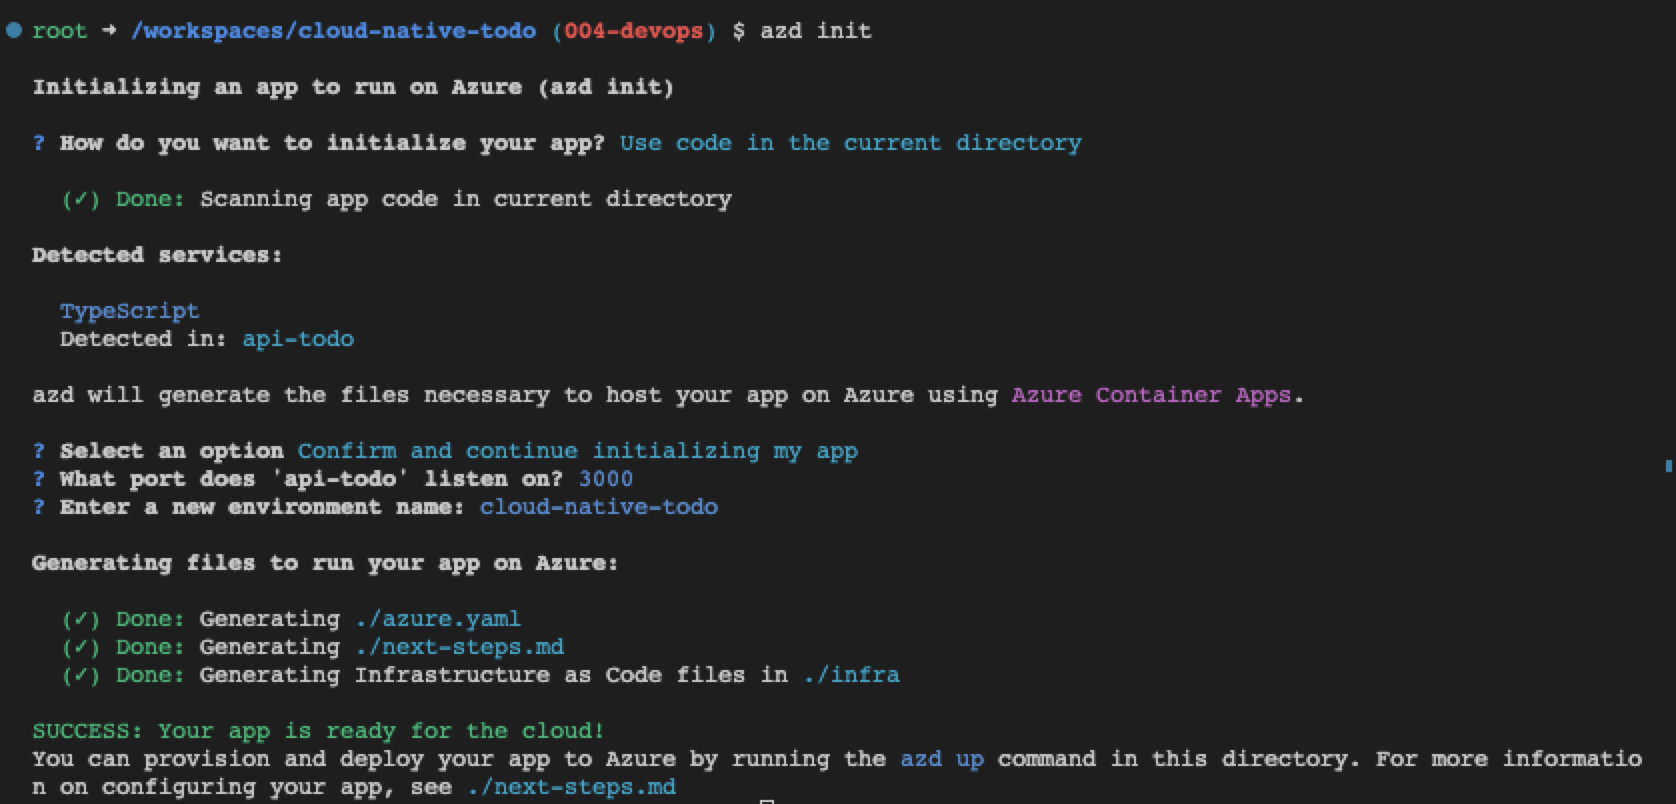 root → /workspaces/cloud-native-todo (004-devops) $ azd init
Initializing an app to run on Azure (azd init)
? How do you want to initialize your app? Use code in the current directory
(✓) Done: Scanning app code in current directory
Detected services:
TypeScript
Detected in: api-todo
azd will generate the files necessary to host your app on Azure using Azure Container Apps.
? Select an option Confirm and continue initializing my app
? What port does 'api-todo' listen on? 3000
? Enter a new environment name: cloud-native-todo
Generating files to run your app on Azure:
(✓) Done: Generating ./azure.yaml
(✓) Done: Generating ./next-steps.md
(✓) Done: Generating Infrastructure as Code files in ./infra
SUCCESS: Your app is ready for the cloud!
You can provision and deploy your app to Azure by running the azd up command in this directory. For more informatio
n on configuring your app, see ./next-steps.md